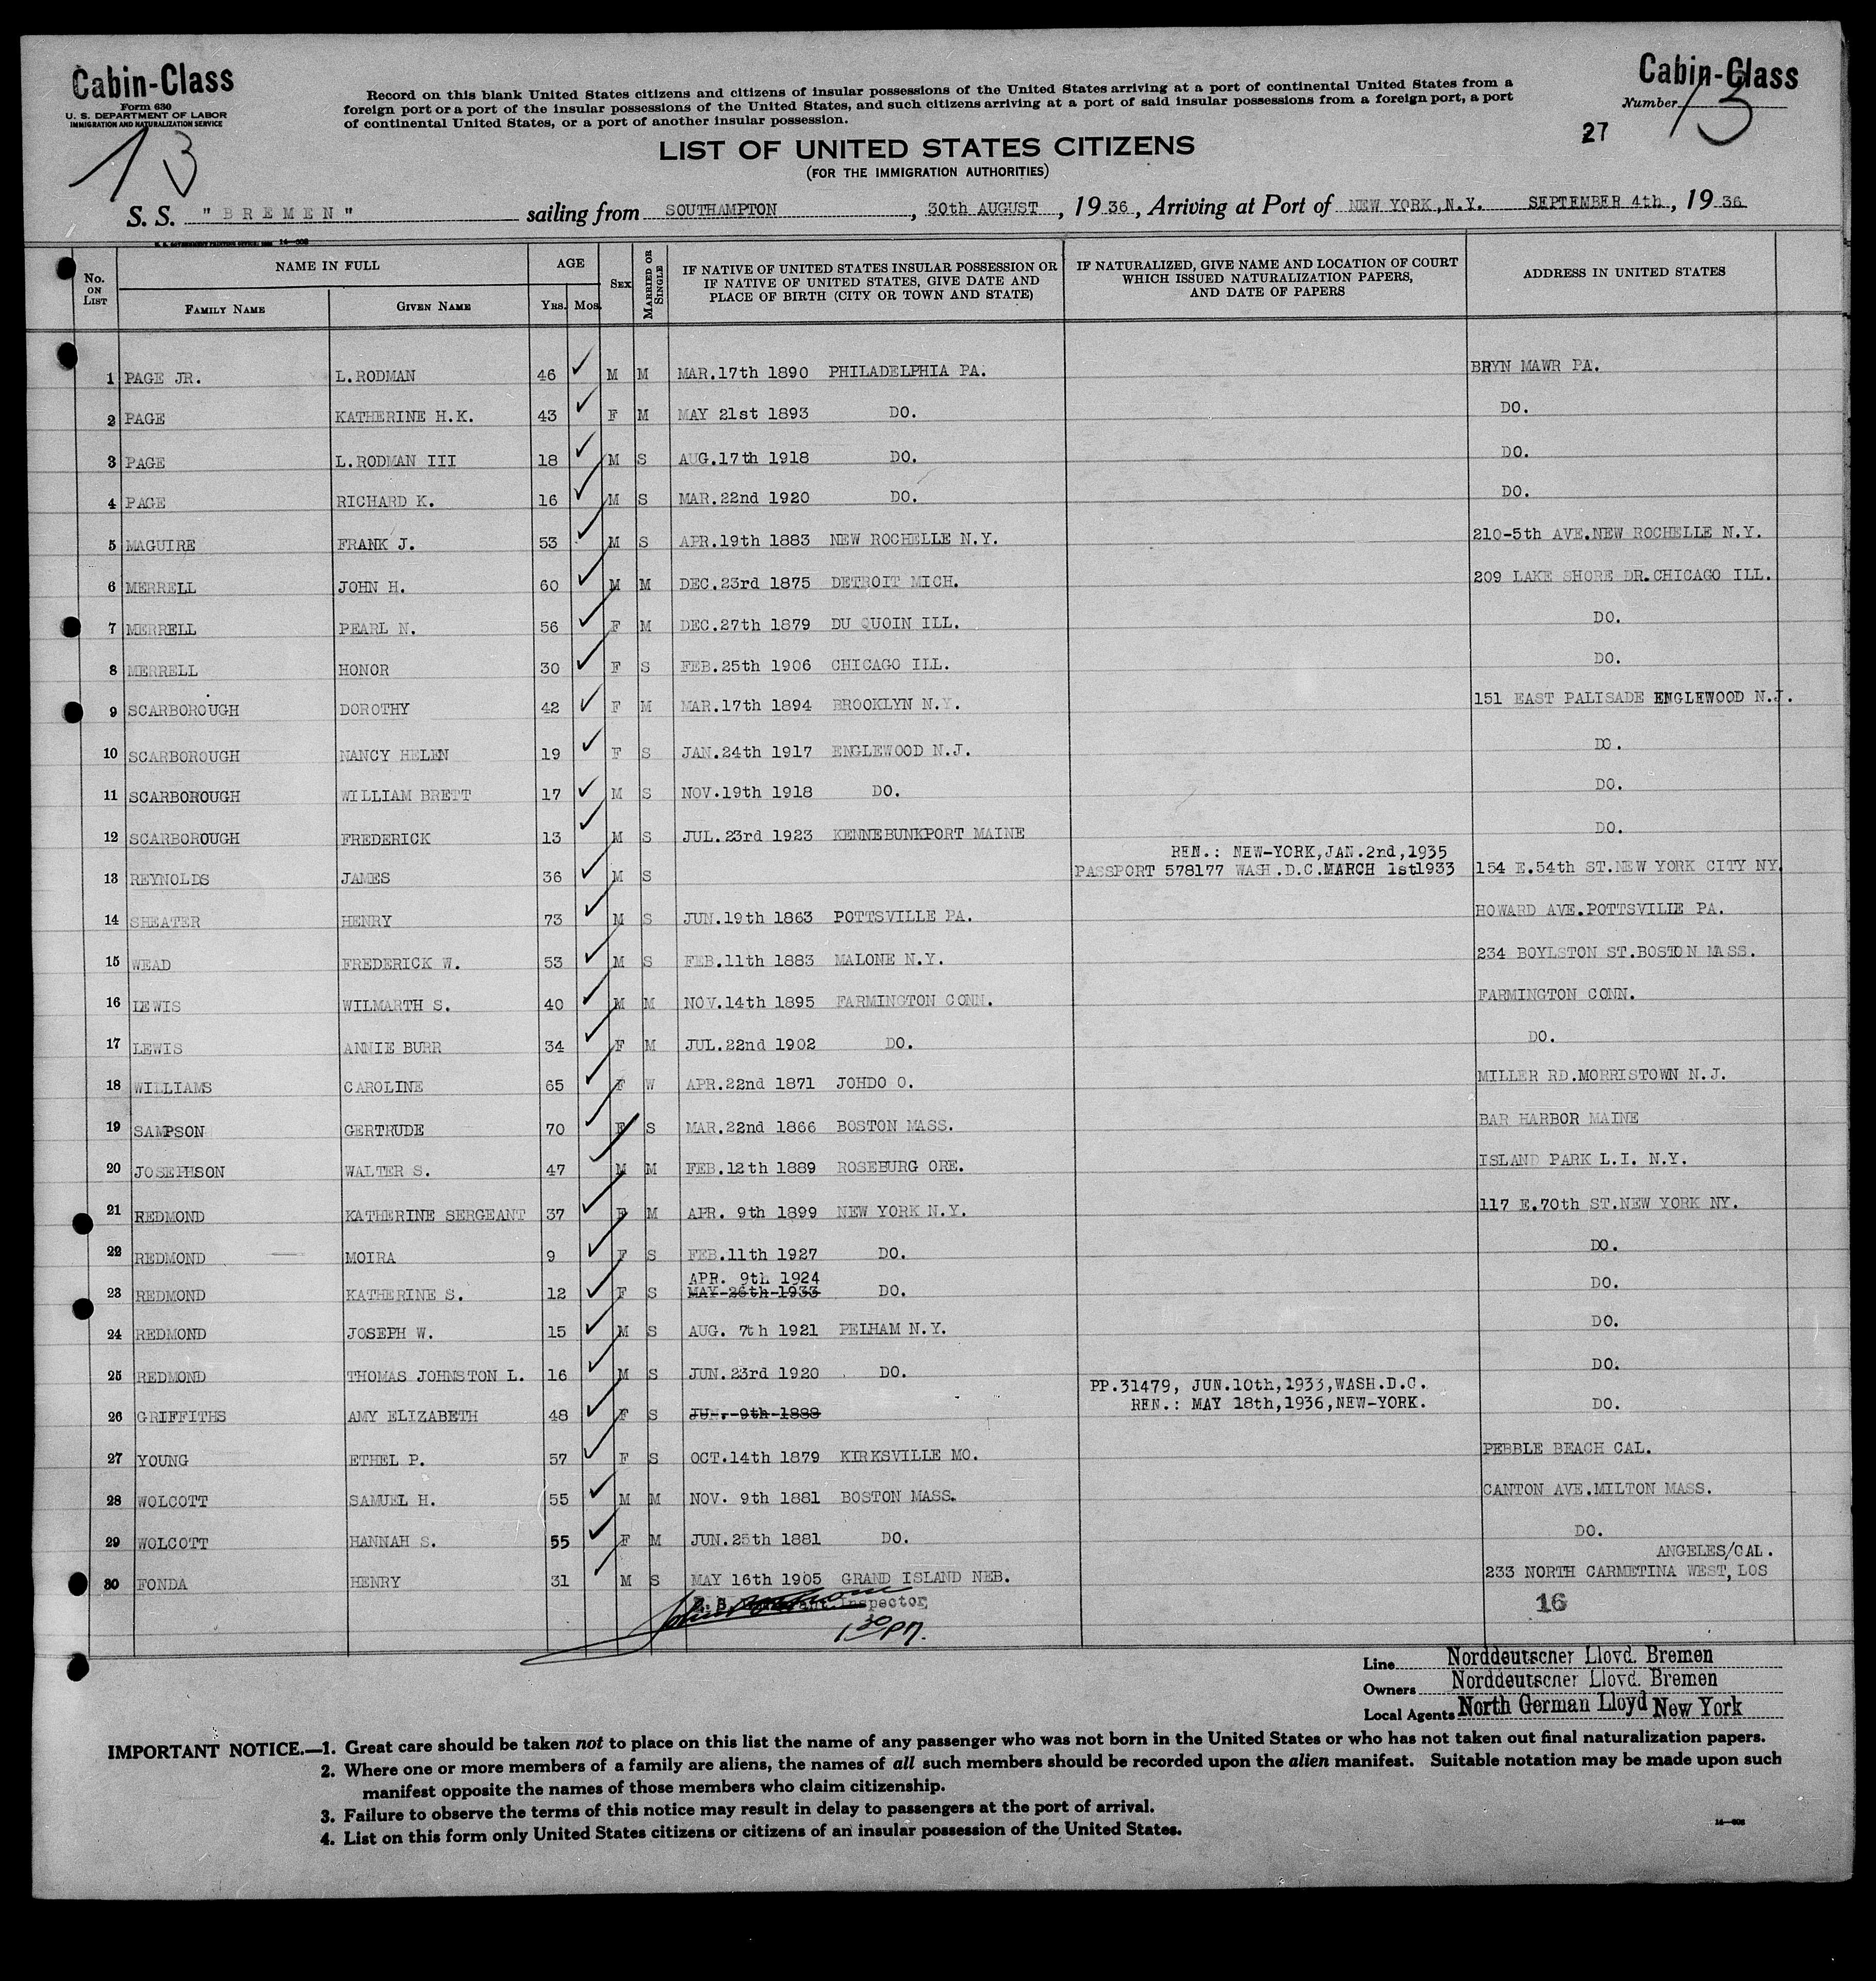 Cabin-Class
Form 630
U. S. DEPARTMENT OF LABOR
IMMIGRATION AND NATURALIZATION SERVICE
13
Record on this blank United States citizens and citizens of insular possessions of the United States arriving at a port of continental United States from a
foreign port or a port of the insular possessions of the United States, and such citizens arriving at a port of said insular possessions from a foreign port, a port
of continental United States, or a port of another insular possession.
Cabin-Class
Number 13
27
LIST OF UNITED STATES CITIZENS
(FOR THE IMMIGRATION AUTHORITIES)
S. S. "BREMEN" sailing from SOUTHAMPTON, 30th AUGUST, 1936, Arriving at Port of NEW YORK,N.Y. SEPTEMBER 4th, 1936
14—608
No. ON LIST
NAME IN FULL
FAMILY NAME
GIVEN NAME
AGE
YRS. MOS.
SEX
MARRIED OR SINGLE
IF NATIVE OF UNITED STATES INSULAR POSSESSION OR
IF NATIVE OF UNITED STATES, GIVE DATE AND
PLACE OF BIRTH (CITY OR TOWN AND STATE)
IF NATURALIZED, GIVE NAME AND LOCATION OF COURT
WHICH ISSUED NATURALIZATION PAPERS,
AND DATE OF PAPERS
ADDRESS IN UNITED STATES
1 PAGE JR. L.RODMAN 46 M M MAR.17th 1890 PHILADELPHIA PA. BRYN MAWR PA.
2 PAGE KATHERINE H.K. 43 F M MAY 21st 1893 DO. DO.
3 PAGE L.RODMAN III 18 M S AUG.17th 1918 DO. DO.
4 PAGE RICHARD K. 16 M S MAR.22nd 1920 DO. DO.
5 MAGUIRE FRANK J. 53 M S APR.19th 1883 NEW ROCHELLE N.Y. 210-5th AVE.NEW ROCHELLE N.Y.
6 MERRELL JOHN H. 60 M M DEC.23rd 1875 DETROIT MICH. 209 LAKE SHORE DR.CHICAGO ILL.
7 MERRELL PEARL N. 56 F M DEC.27th 1879 DU QUOIN ILL. DO.
8 MERRELL HONOR 30 F S FEB.25th 1906 CHICAGO ILL. DO.
9 SCARBOROUGH DOROTHY 42 F M MAR.17th 1894 BROOKLYN N.Y. 151 EAST PALISADE ENGLEWOOD N.J.
10 SCARBOROUGH NANCY HELEN 19 F S JAN.24th 1917 ENGLEWOOD N.J. DO.
11 SCARBOROUGH WILLIAM BRETT 17 M S NOV.19th 1918 DO. DO.
12 SCARBOROUGH FREDERICK 13 M S JUL.23rd 1923 KENNEBUNKPORT MAINE DO.
REN.: NEW-YORK,JAN.2nd,1935
13 REYNOLDS JAMES 36 M S PASSPORT 578177 WASH.D.C.MARCH 1st1933 154 E.54th ST.NEW YORK CITY NY.
14 SHEATER HENRY 73 M S JUN.19th 1863 POTTSVILLE PA. HOWARD AVE.POTTSVILLE PA.
15 WEAD FREDERICK W. 53 M S FEB.11th 1883 MALONE N.Y. 234 BOYLSTON ST.BOSTON MASS.
16 LEWIS WILMARTH S. 40 M M NOV.14th 1895 FARMINGTON CONN. FARMINGTON CONN.
17 LEWIS ANNIE BURR 34 F M JUL.22nd 1902 DO. DO.
18 WILLIAMS CAROLINE 65 F W APR.22nd 1871 JOHDO O. MILLER RD.MORRISTOWN N.J.
19 SAMPSON GERTRUDE 70 F S MAR.22nd 1866 BOSTON MASS. BAR HARBOR MAINE
20 JOSEPHSON WALTER S. 47 M M FEB.12th 1889 ROSEBURG ORE. ISLAND PARK L.I. N.Y.
21 REDMOND KATHERINE SERGEANT 37 F M APR. 9th 1899 NEW YORK N.Y. 117 E.70th ST.NEW YORK NY.
22 REDMOND MOIRA 9 F S FEB.11th 1927 DO. DO.
APR. 9th 1924
23 REDMOND KATHERINE S. 12 F S MAY 26th 1933 DO. DO.
24 REDMOND JOSEPH W. 15 M S AUG. 7th 1921 PELHAM N.Y. DO.
25 REDMOND THOMAS JOHNSTON L. 16 M S JUN.23rd 1920 DO. DO.
PP.31479, JUN.10th,1933,WASH.D.C.
26 GRIFFITHS AMY ELIZABETH 48 F S JUN. 9th 1888 REN.: MAY 18th,1936,NEW-YORK. DO.
27 YOUNG ETHEL P. 57 F S OCT.14th 1879 KIRKSVILLE MO. PEBBLE BEACH CAL.
28 WOLCOTT SAMUEL H. 55 M M NOV. 9th 1881 BOSTON MASS. CANTON AVE.MILTON MASS.
29 WOLCOTT HANNAH S. 55 F M JUN.25th 1881 DO. DO.
ANGELES/CAL.
30 FONDA HENRY 31 M S MAY 16th 1905 GRAND ISLAND NEB. 233 NORTH CARMETINA WEST,LOS
Inspector
16
1 30 PM.
Line Norddeutscher Lloyd. Bremen
Owners Norddeutscher Lloyd. Bremen
Local Agents North German Lloyd New York
IMPORTANT NOTICE.—1. Great care should be taken not to place on this list the name of any passenger who was not born in the United States or who has not taken out final naturalization papers.
2. Where one or more members of a family are aliens, the names of all such members should be recorded upon the alien manifest. Suitable notation may be made upon such
manifest opposite the names of those members who claim citizenship.
3. Failure to observe the terms of this notice may result in delay to passengers at the port of arrival.
4. List on this form only United States citizens or citizens of an insular possession of the United States.
14—608